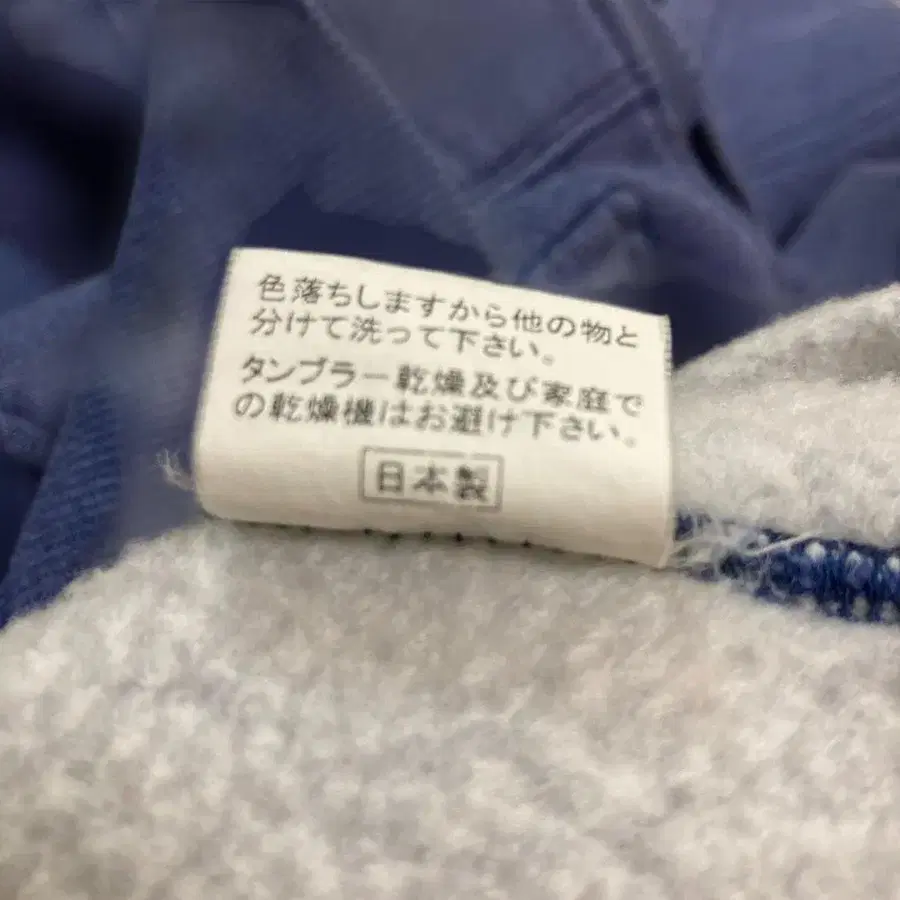 色落ちしますから他の物と
分けて洗って下さい。
タンブラー乾燥及び家庭で
の乾燥機はお避け下さい。
日本製